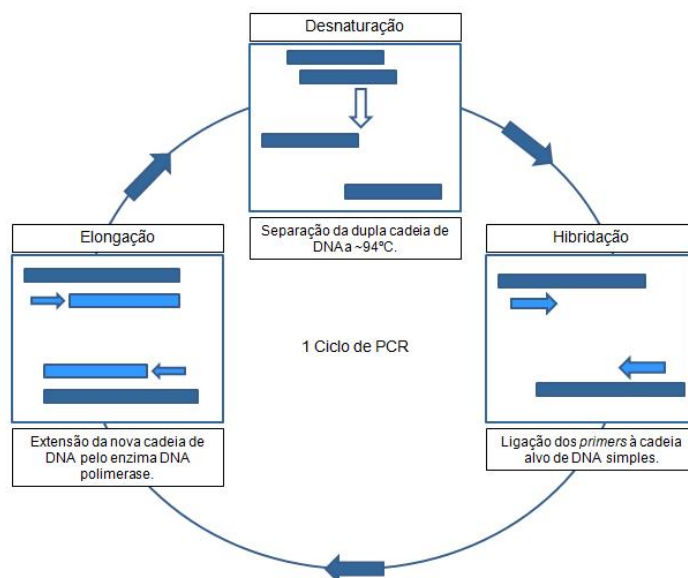 Desnaturação
Separação da dupla cadeia de
DNA a ~94ºC.
Elongação
Hibridação
1 Ciclo de PCR
Extensão da nova cadeia de
DNA pelo enzima DNA
polimerase.
Ligação dos primers à cadeia
alvo de DNA simples.